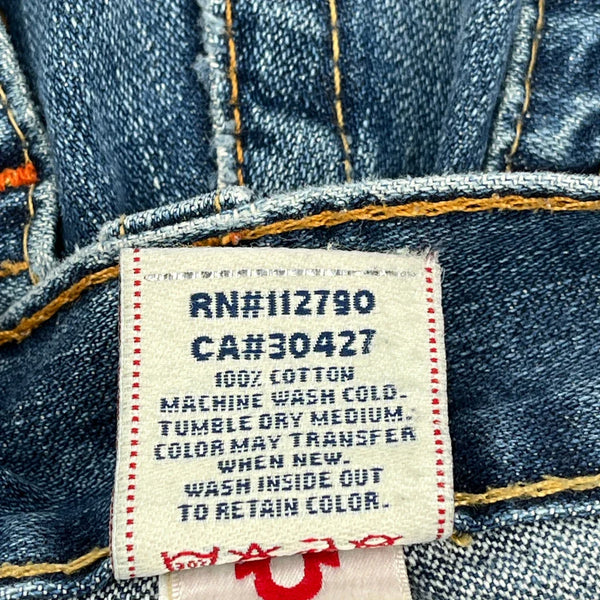 RN#112790
CA#30427
100% COTTON
MACHINE WASH COLD.
TUMBLE DRY MEDIUM.
COLOR MAY TRANSFER
WHEN NEW.
WASH INSIDE OUT
TO RETAIN COLOR.